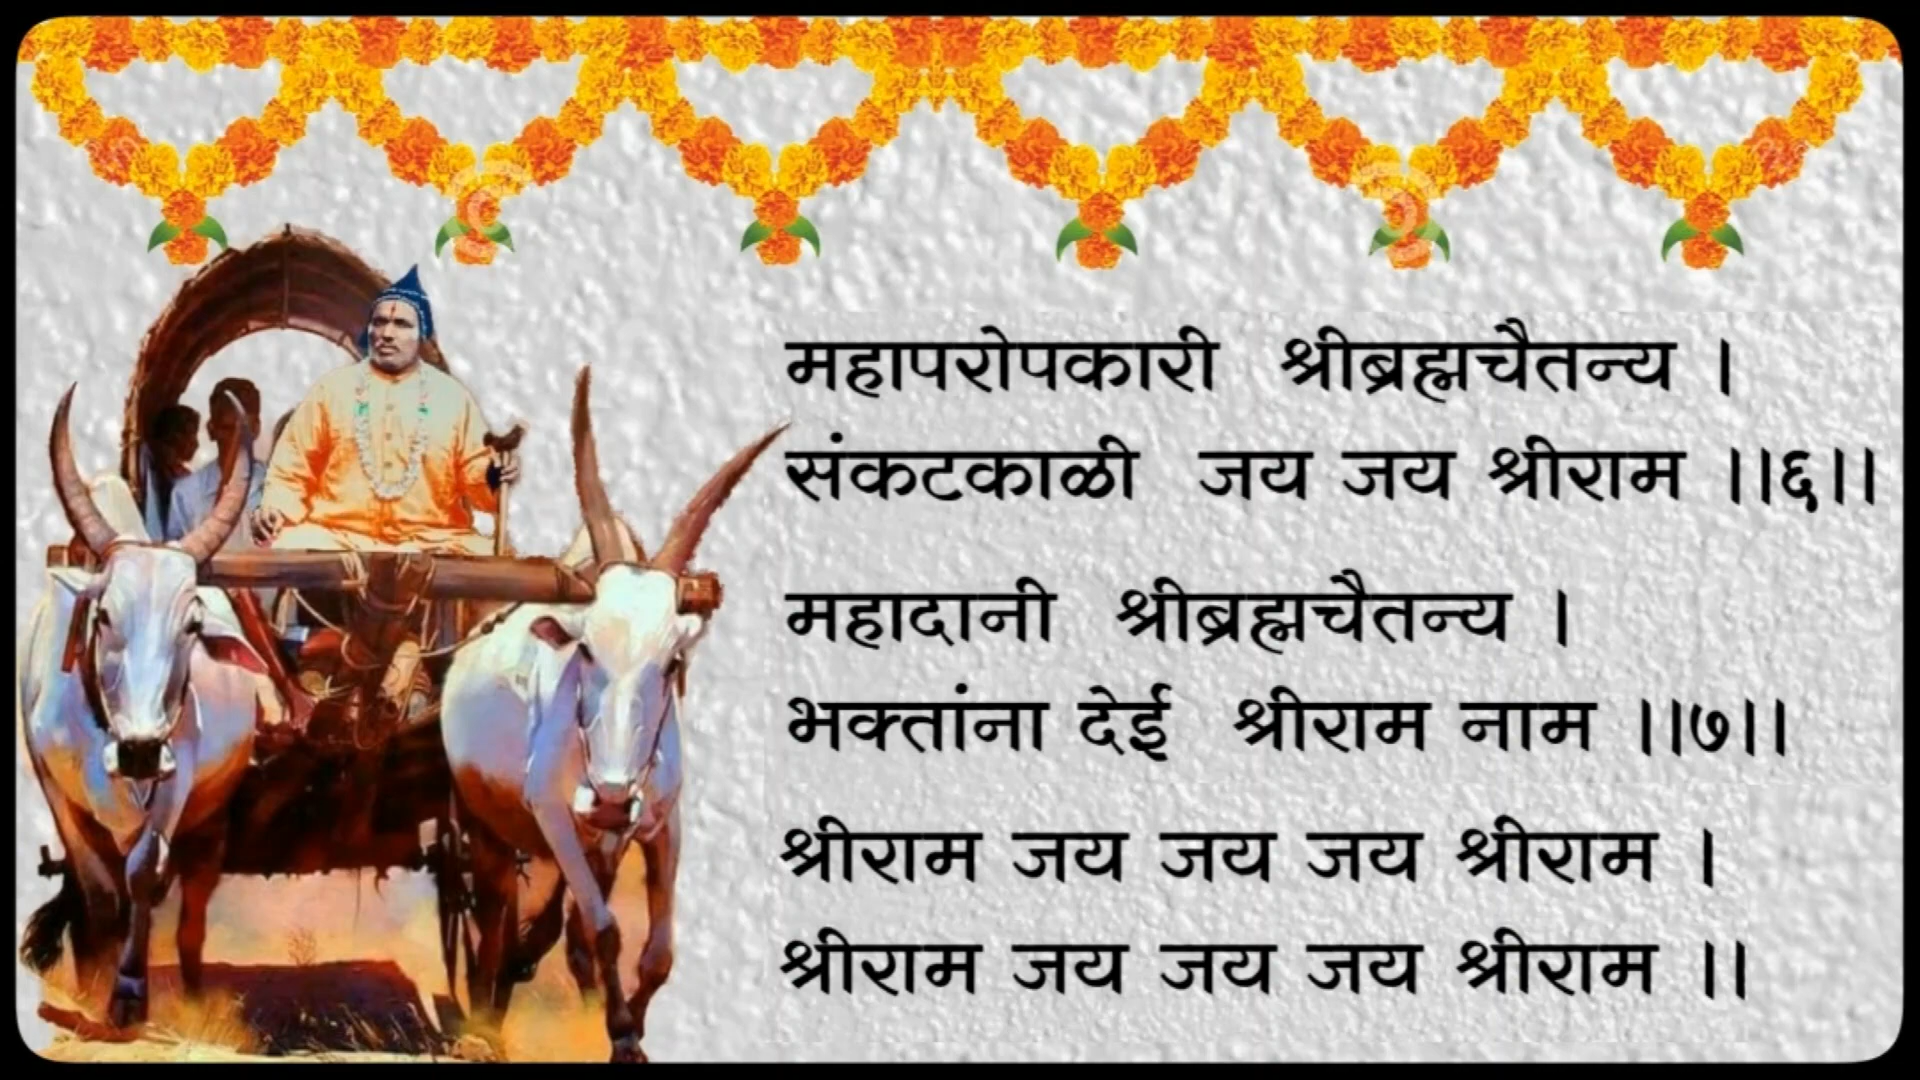 महापरोपकारी श्रीब्रह्मचैतन्य ।
संकटकाळी जय जय श्रीराम ।।६।।
महादानी श्रीब्रह्मचैतन्य ।
भक्तांना देई श्रीराम नाम ।।७।।
श्रीराम जय जय जय श्रीराम ।
श्रीराम जय जय जय श्रीराम ।।